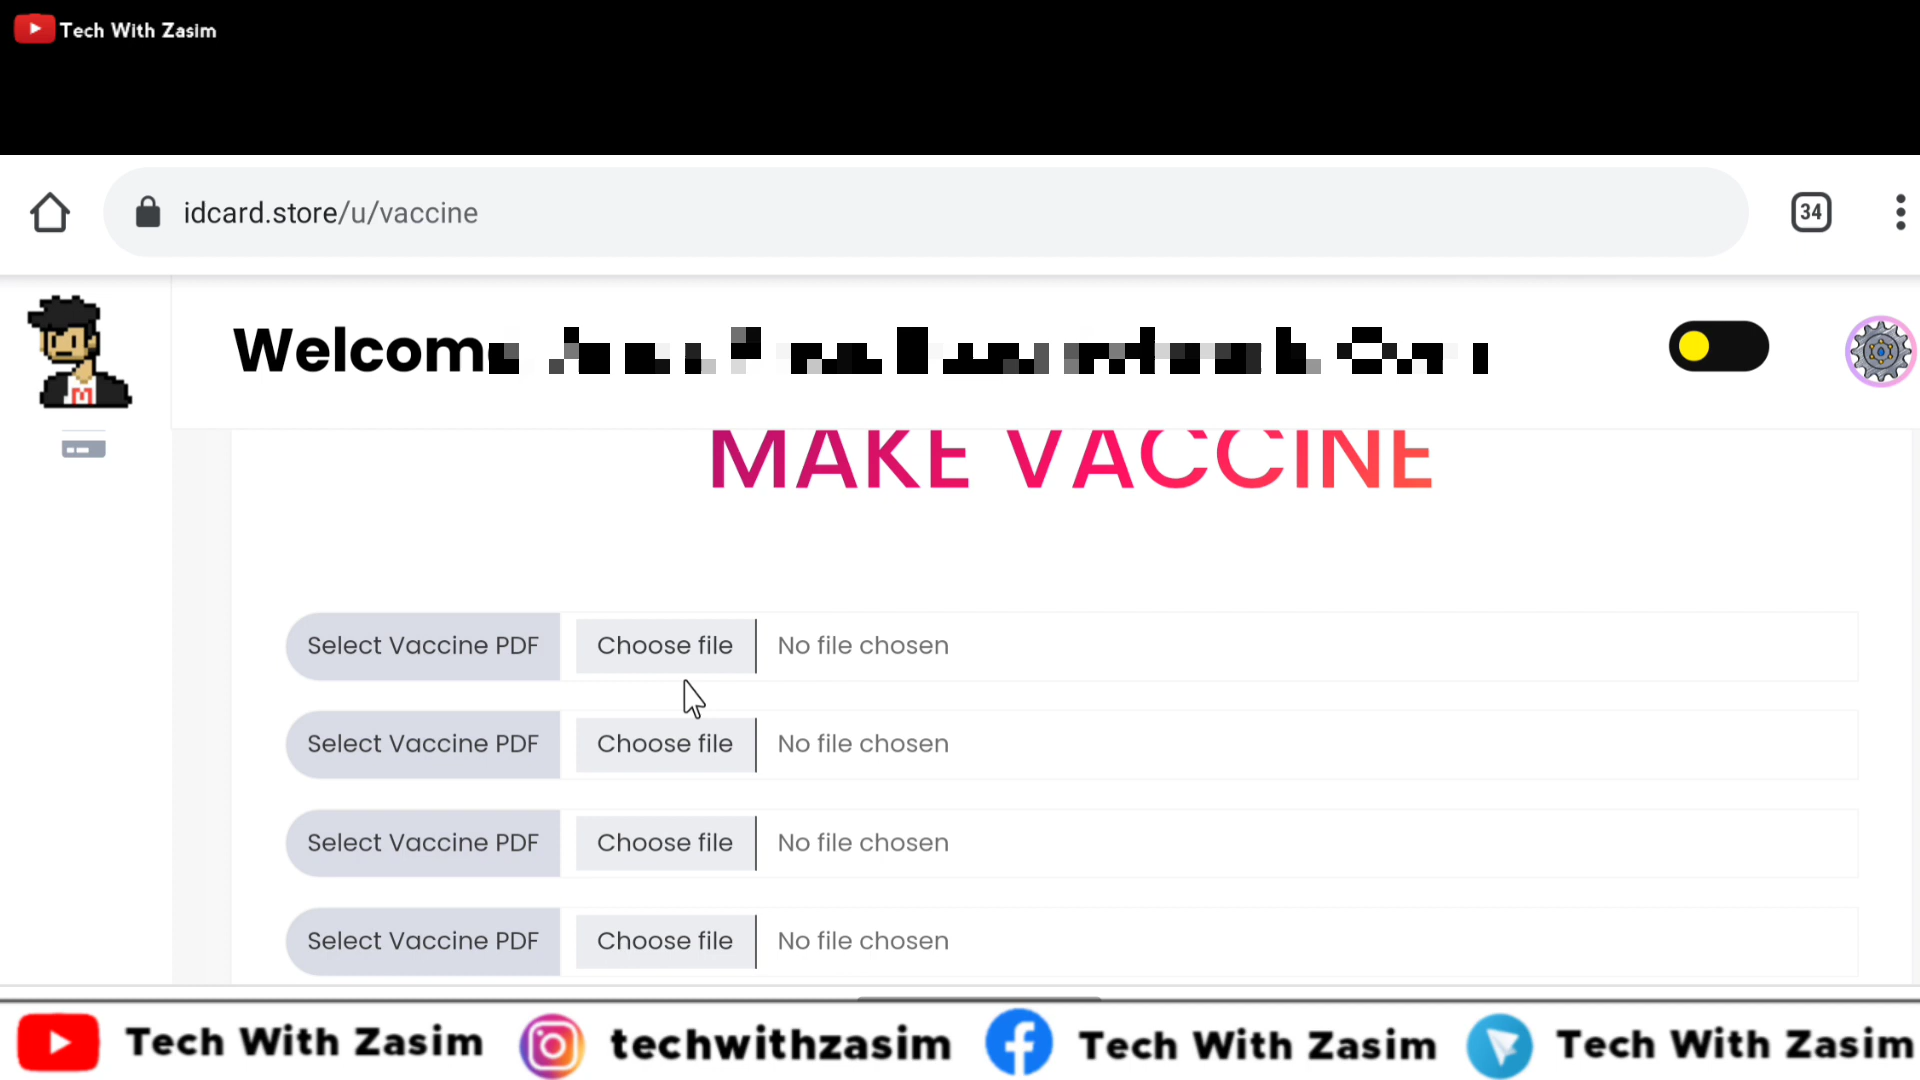 Tech With Zasim
idcard.store/u/vaccine
34
Welcome
MAKE VACCINE
Select Vaccine PDF Choose file No file chosen
Select Vaccine PDF Choose file No file chosen
Select Vaccine PDF Choose file No file chosen
Select Vaccine PDF Choose file No file chosen
Tech With Zasim techwithzasim Tech With Zasim Tech With Zasim